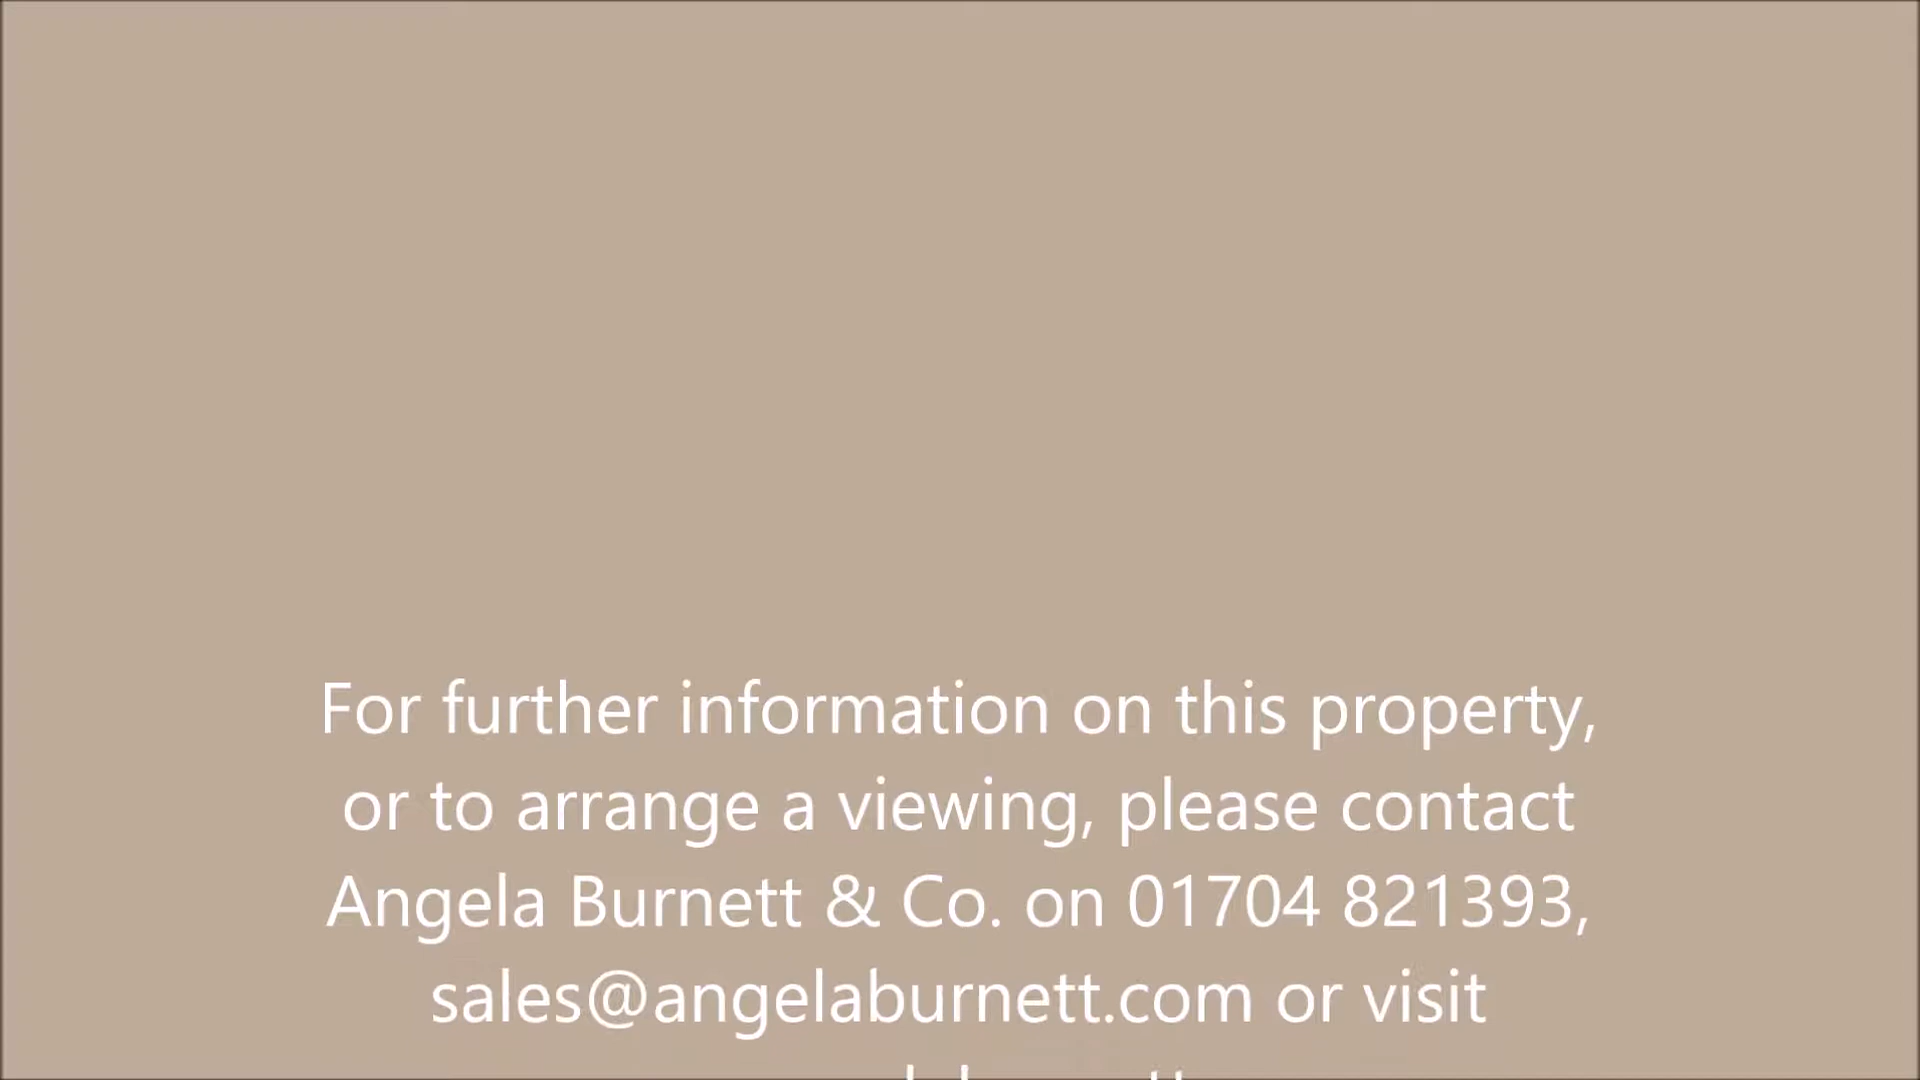 For further information on this property,
or to arrange a viewing, please contact
Angela Burnett & Co. on 01704 821393,
sales@angelaburnett.com or visit